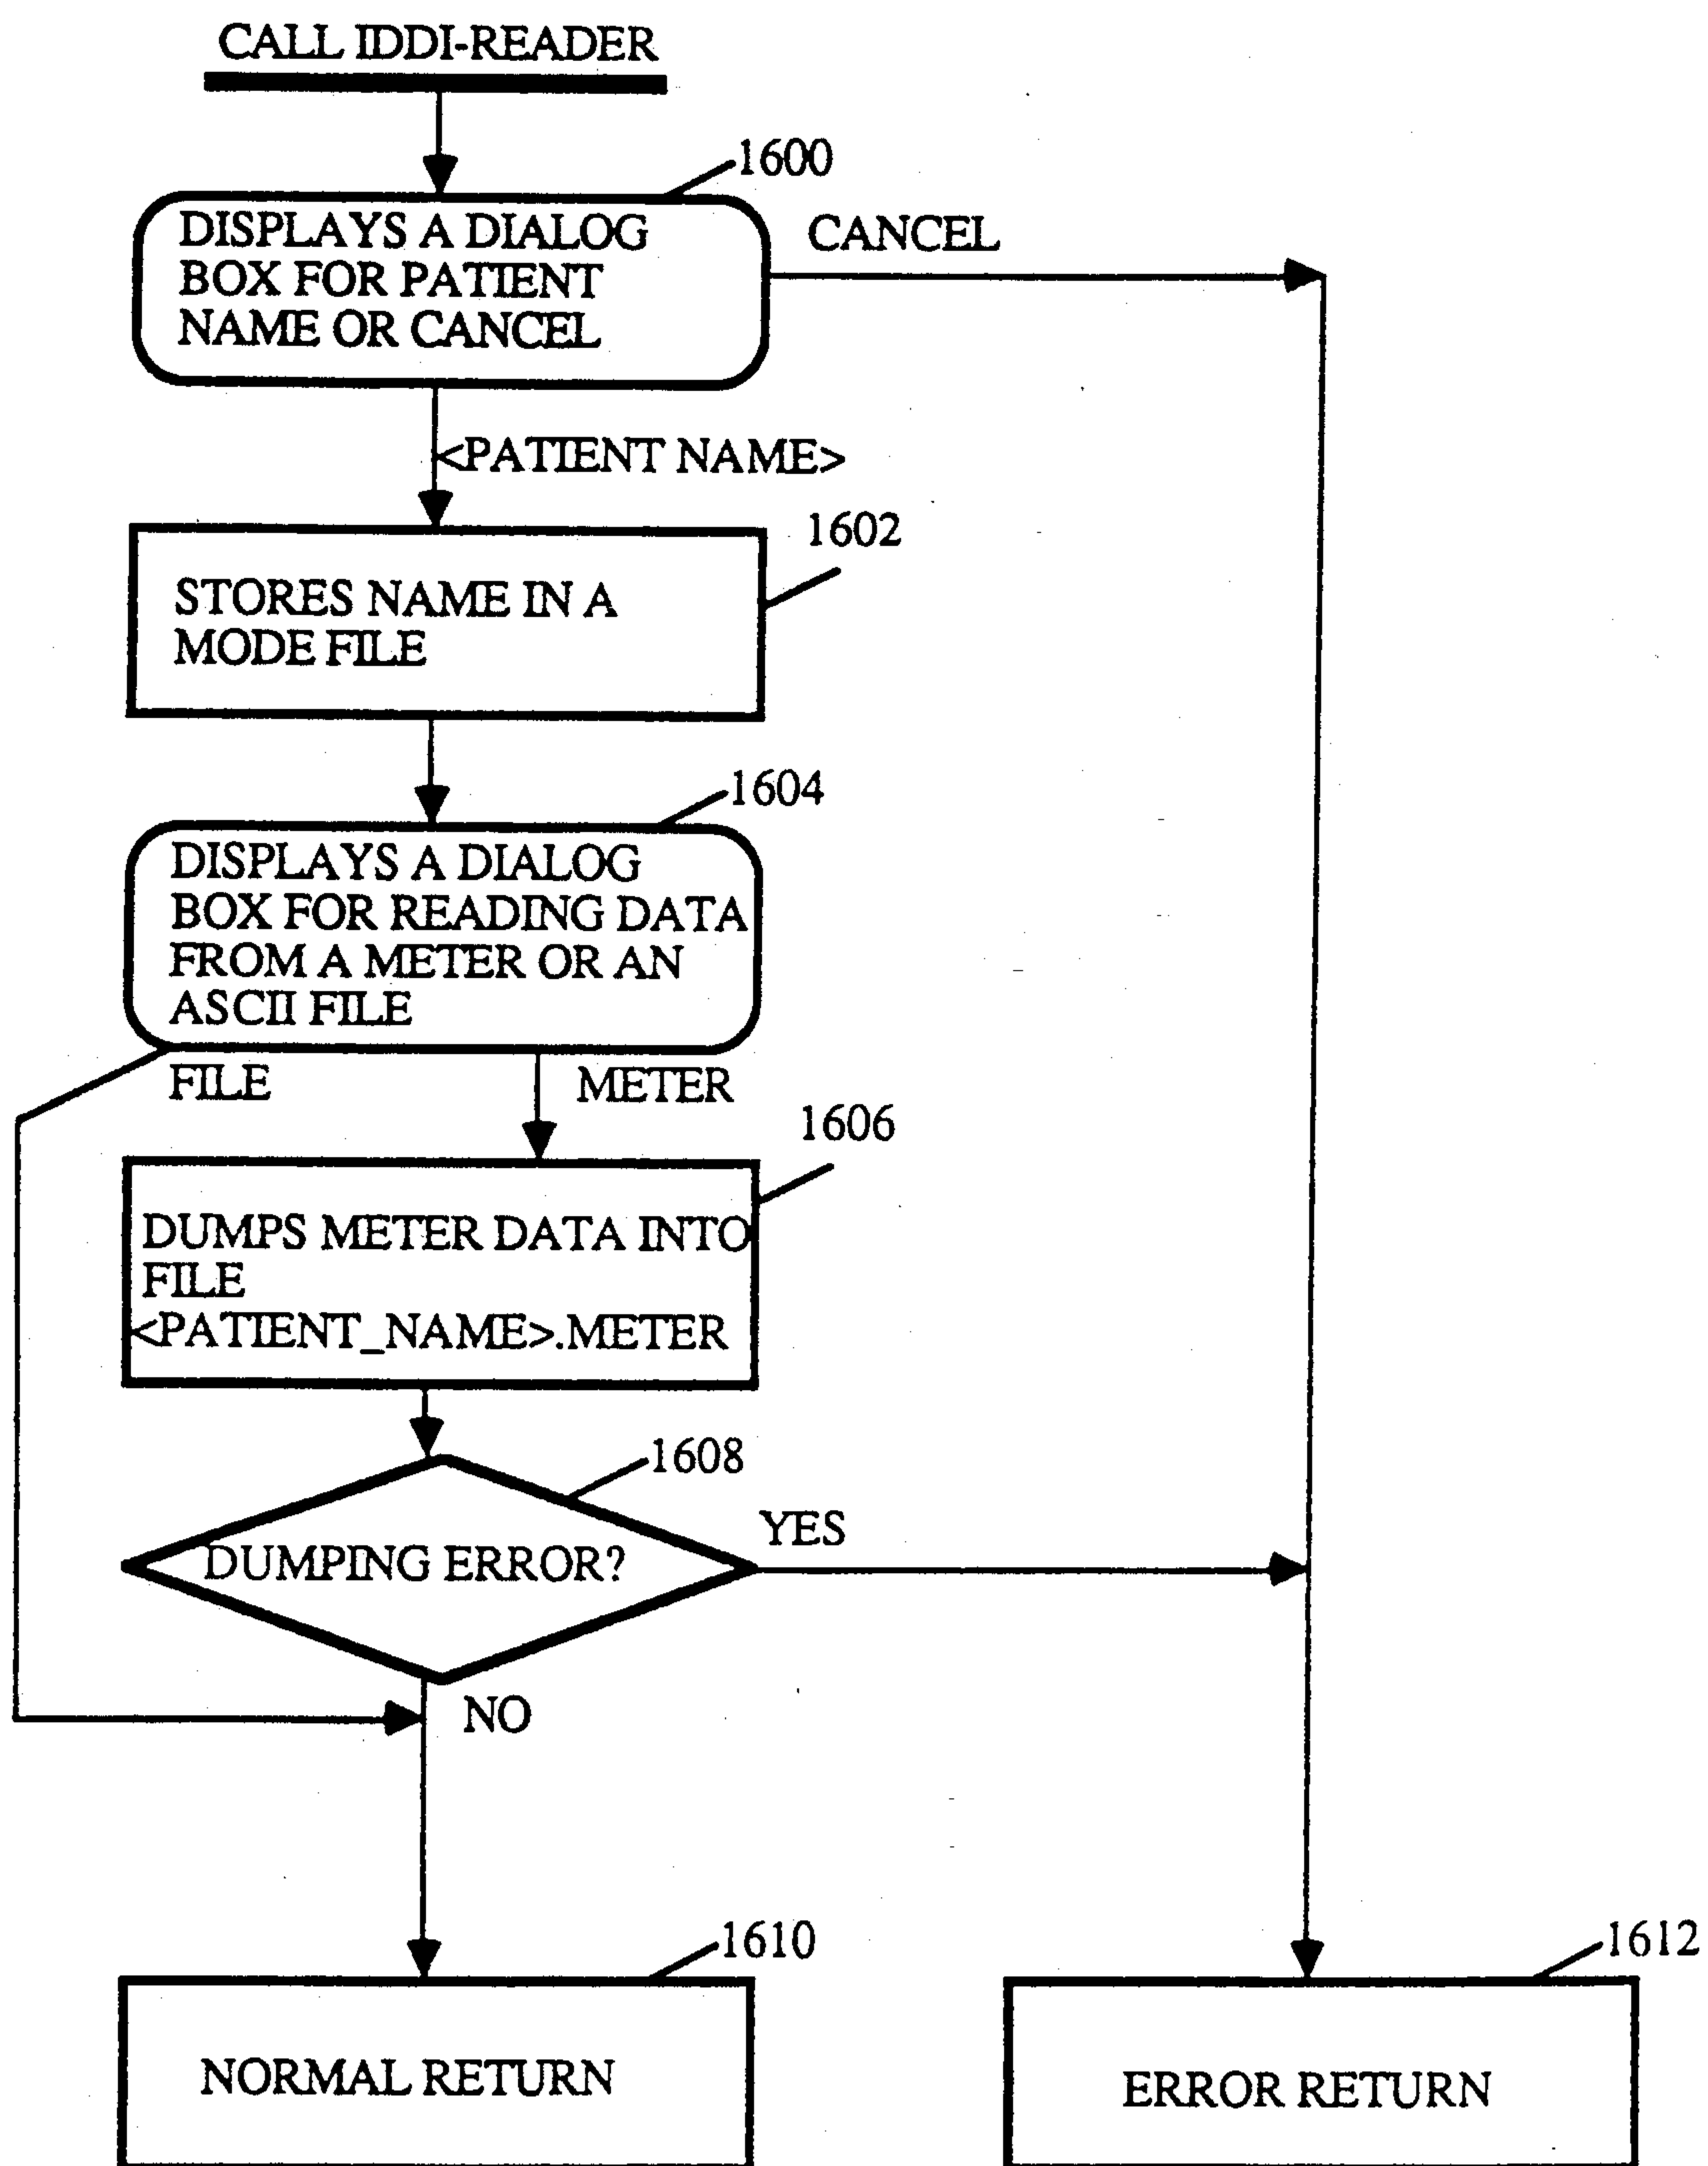 CALL IDDI-READER
1600
DISPLAYS A DIALOG
BOX FOR PATIENT
NAME OR CANCEL
CANCEL
<PATIENT NAME>
1602
STORES NAME IN A
MODE FILE
1604
DISPLAYS A DIALOG
BOX FOR READING DATA
FROM A METER OR AN
ASCII FILE
FILE
METER
1606
DUMPS METER DATA INTO
FILE
<PATIENT_NAME>.METER
1608
DUMPING ERROR?
YES
NO
1610
NORMAL RETURN
1612
ERROR RETURN